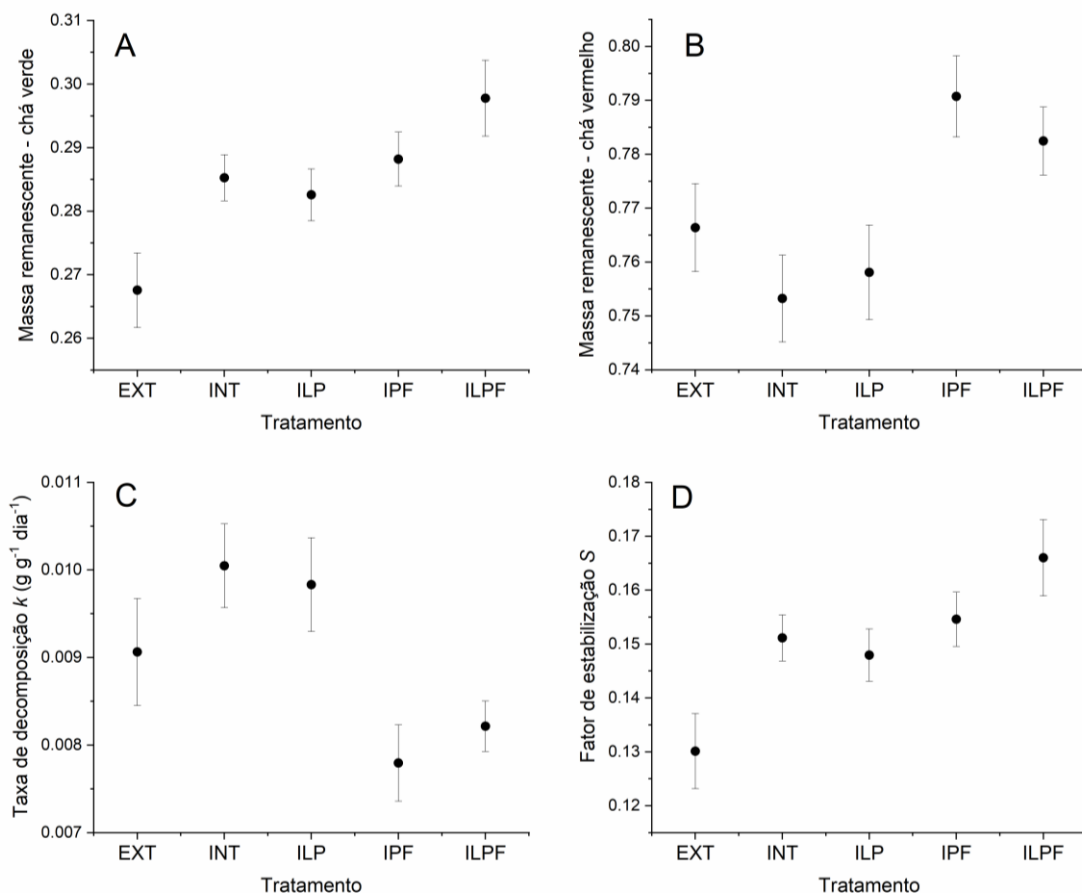 A
Massa remanescente - chá verde
0.31
0.30
0.29
0.28
0.27
0.26
EXT INT ILP IPF ILPF
Tratamento
B
Massa remanescente - chá vermelho
0.80
0.79
0.78
0.77
0.76
0.75
0.74
EXT INT ILP IPF ILPF
Tratamento
C
Taxa de decomposição k (g g⁻¹ dia⁻¹)
0.011
0.010
0.009
0.008
0.007
EXT INT ILP IPF ILPF
Tratamento
D
Fator de estabilização S
0.18
0.17
0.16
0.15
0.14
0.13
0.12
EXT INT ILP IPF ILPF
Tratamento